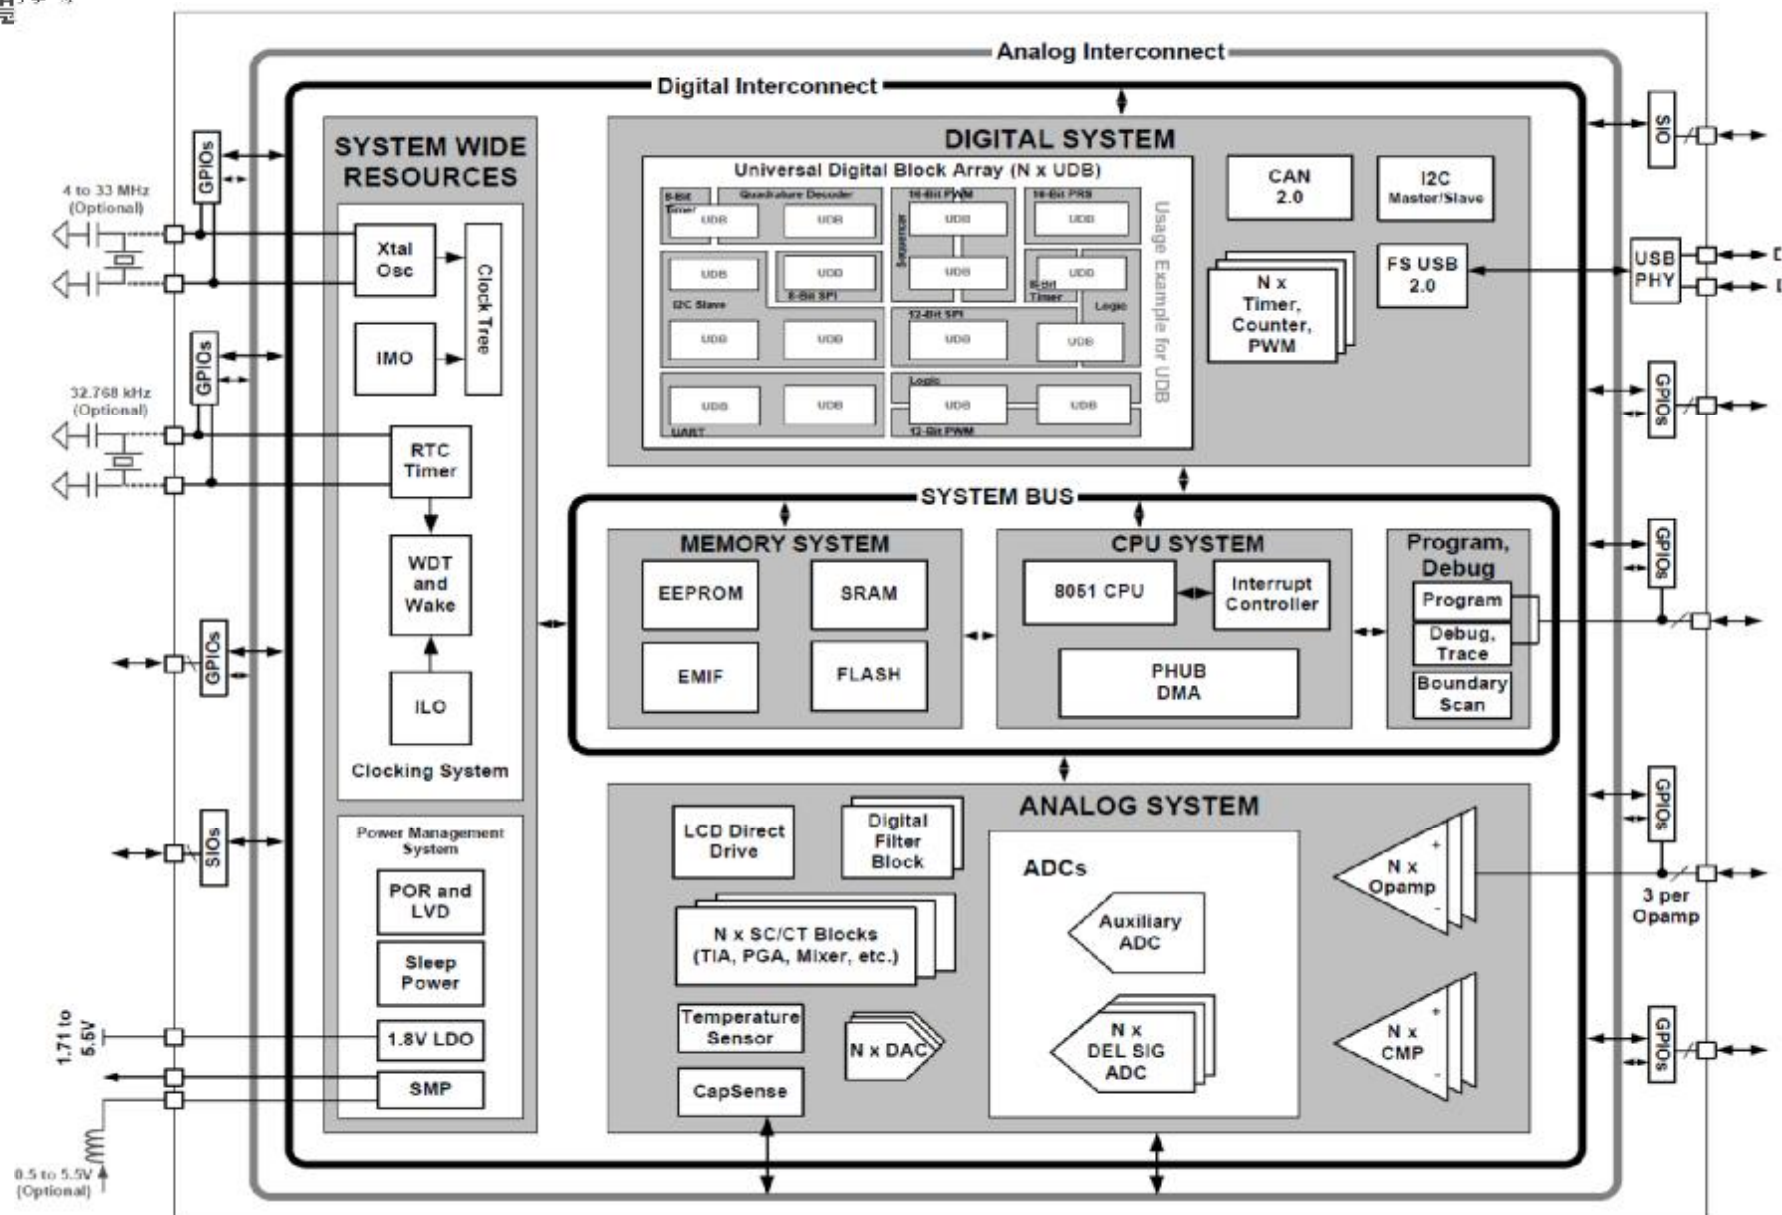 Analog Interconnect
Digital Interconnect
SYSTEM WIDE
RESOURCES
Xtal
Osc
Clock Tree
IMO
RTC
Timer
WDT
and
Wake
ILO
Clocking System
Power Management
System
POR and
LVD
Sleep
Power
1.8V LDO
SMP
GPIOs
4 to 33 MHz
(Optional)
GPIOs
32.768 kHz
(Optional)
GPIOs
SIOs
1.71 to
5.5V
0.5 to 5.5V
(Optional)
DIGITAL SYSTEM
Universal Digital Block Array (N x UDB)
8-Bit
Timer
Quadrature Decoder
16-Bit PWM
16-Bit PRS
UDB
UDB
UDB
UDB
Sequencer
UDB
UDB
UDB
UDB
I2C Slave
8-Bit SPI
8-Bit
Timer
Logic
12-Bit SPI
UDB
UDB
UDB
UDB
Logic
UDB
UDB
UDB
UDB
UART
12-Bit PWM
Usage Example for UDB
CAN
2.0
I2C
Master/Slave
N x
Timer,
Counter,
PWM
FS USB
2.0
SYSTEM BUS
MEMORY SYSTEM
EEPROM
SRAM
EMIF
FLASH
CPU SYSTEM
8051 CPU
Interrupt
Controller
PHUB
DMA
Program,
Debug
Program
Debug,
Trace
Boundary
Scan
ANALOG SYSTEM
LCD Direct
Drive
Digital
Filter
Block
N x SC/CT Blocks
(TIA, PGA, Mixer, etc.)
Temperature
Sensor
N x DAC
CapSense
ADCs
Auxiliary
ADC
N x
DEL SIG
ADC
N x
Opamp
+
-
N x
CMP
+
-
SIO
USB
PHY
GPIOs
GPIOs
GPIOs
3 per
Opamp
GPIOs